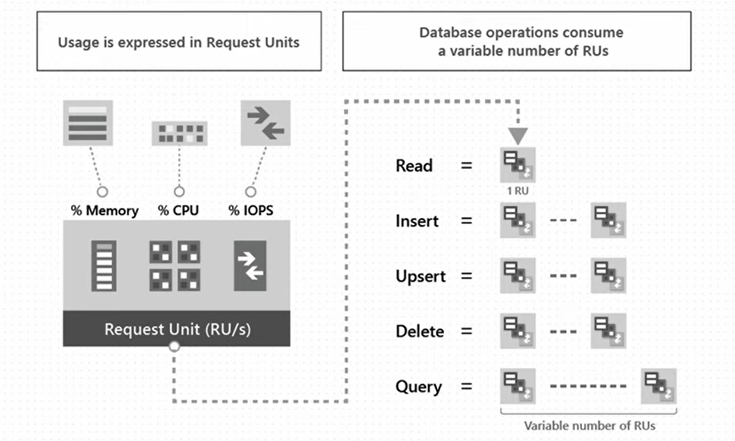 Usage is expressed in Request Units
Database operations consume
a variable number of RUs
% Memory
% CPU
% IOPS
Request Unit (RU/s)
Read =
1 RU
Insert =
Upsert =
Delete =
Query =
Variable number of RUs